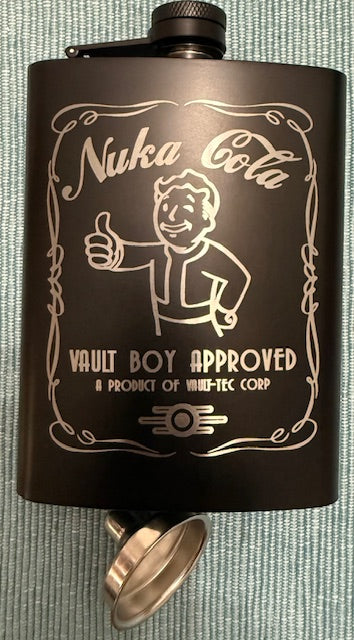 Nuka Cola
VAULT BOY APPROVED
A PRODUCT OF VAULT-TEC CORP